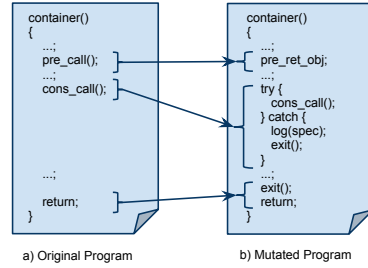 container()
{
...;
pre_call();
...;
cons_call();
...;
return;
}
a) Original Program
container()
{
...;
pre_ret_obj;
...;
try {
cons_call();
} catch {
log(spec);
exit();
}
...;
exit();
return;
}
b) Mutated Program